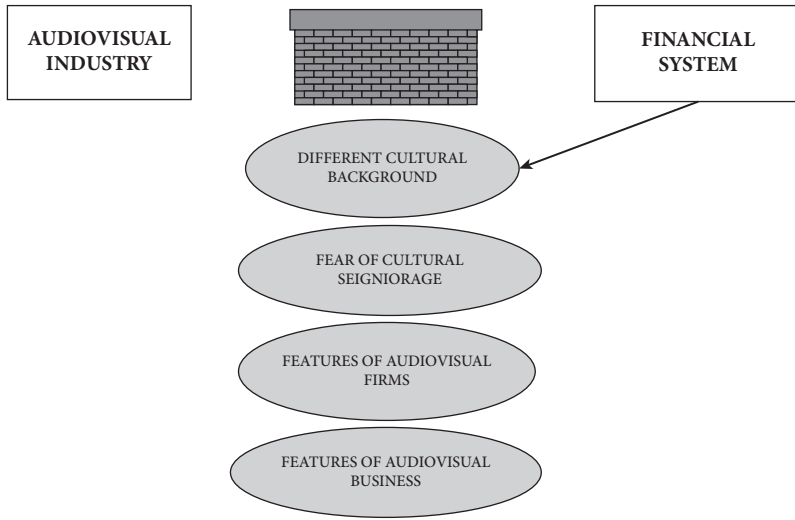 AUDIOVISUAL
INDUSTRY
FINANCIAL
SYSTEM
DIFFERENT CULTURAL
BACKGROUND
FEAR OF CULTURAL
SEIGNIORAGE
FEATURES OF AUDIOVISUAL
FIRMS
FEATURES OF AUDIOVISUAL
BUSINESS